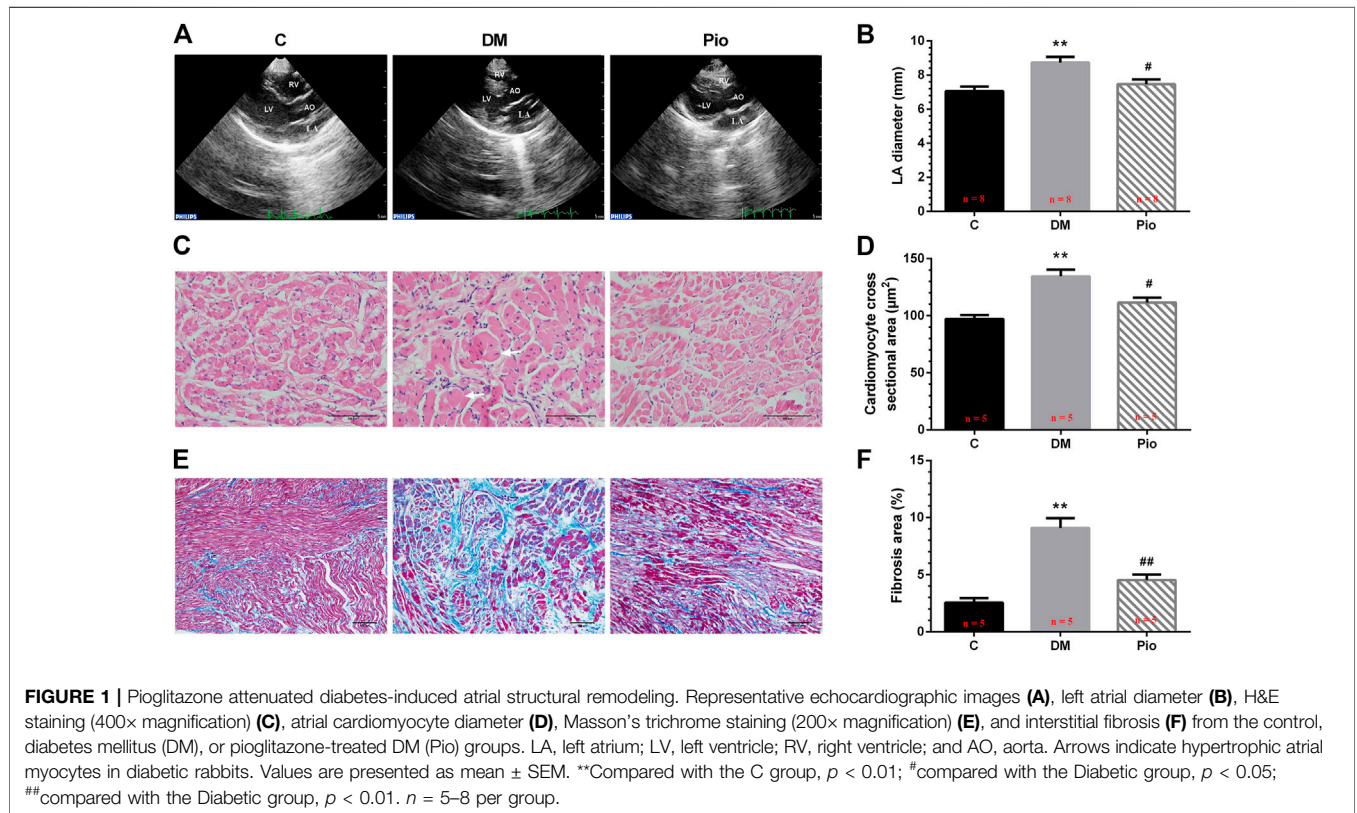 A
C
DM
Pio
RV
LV
AO
LA
PHILIPS
5 mm
RV
LV
AO
LA
PHILIPS
5 mm
RV
LV
AO
LA
PHILIPS
5 mm
B
LA diameter (mm)
10
8
6
4
2
0
**
#
n = 8
n = 8
n = 8
C
DM
Pio
C
D
Cardiomyocyte cross
sectional area (µm²)
150
100
50
0
**
#
n = 5
n = 5
n = 5
C
DM
Pio
E
F
Fibrosis area (%)
15
10
5
0
**
##
n = 5
n = 5
n = 5
C
DM
Pio
FIGURE 1 | Pioglitazone attenuated diabetes-induced atrial structural remodeling. Representative echocardiographic images (A), left atrial diameter (B), H&E
staining (400× magnification) (C), atrial cardiomyocyte diameter (D), Masson's trichrome staining (200× magnification) (E), and interstitial fibrosis (F) from the control,
diabetes mellitus (DM), or pioglitazone-treated DM (Pio) groups. LA, left atrium; LV, left ventricle; RV, right ventricle; and AO, aorta. Arrows indicate hypertrophic atrial
myocytes in diabetic rabbits. Values are presented as mean ± SEM. **Compared with the C group, p < 0.01; #compared with the Diabetic group, p < 0.05;
##compared with the Diabetic group, p < 0.01. n = 5–8 per group.